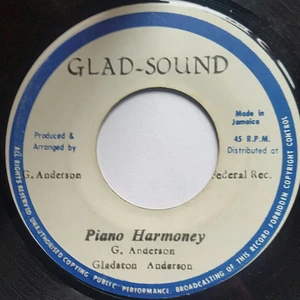 GLAD-SOUND
Made in
Jamaica
Produced &
Arranged by
45 R.P.M.
Distributed at
G. Anderson
Federal Rec.
Piano Harmoney
G. Anderson
Gladston Anderson
ALL RIGHTS RESERVED UNAUTHORISED COPYING PUBLIC PERFORMANCE. BROADCASTING OF THIS RECORD FORBIDDEN COPYRIGHT CONTROL